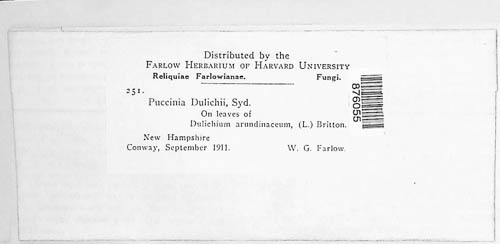 Distributed by the
FARLOW HERBARIUM OF HARVARD UNIVERSITY
Reliquiae Farlowianae. Fungi.
251.
Puccinia Dulichii, Syd.
On leaves of
Dulichium arundinaceum, (L.) Britton.
New Hampshire
Conway, September 1911. W. G. Farlow.
876055